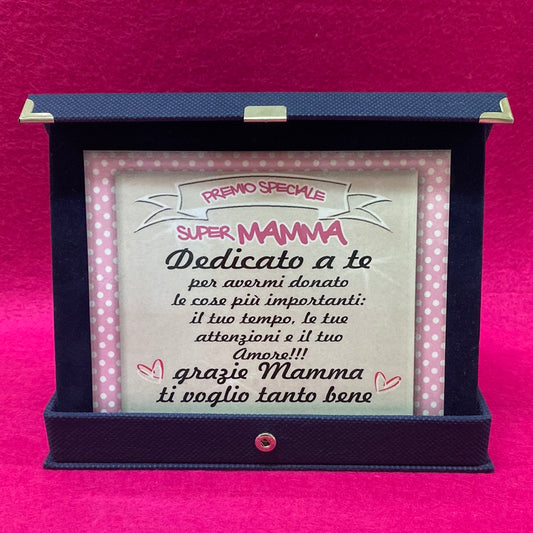 PREMIO SPECIALE
SUPER MAMMA
Dedicato a te
per avermi donato
le cose più importanti:
il tuo tempo, le tue
attenzioni e il tuo
Amore!!!
grazie Mamma
ti voglio tanto bene